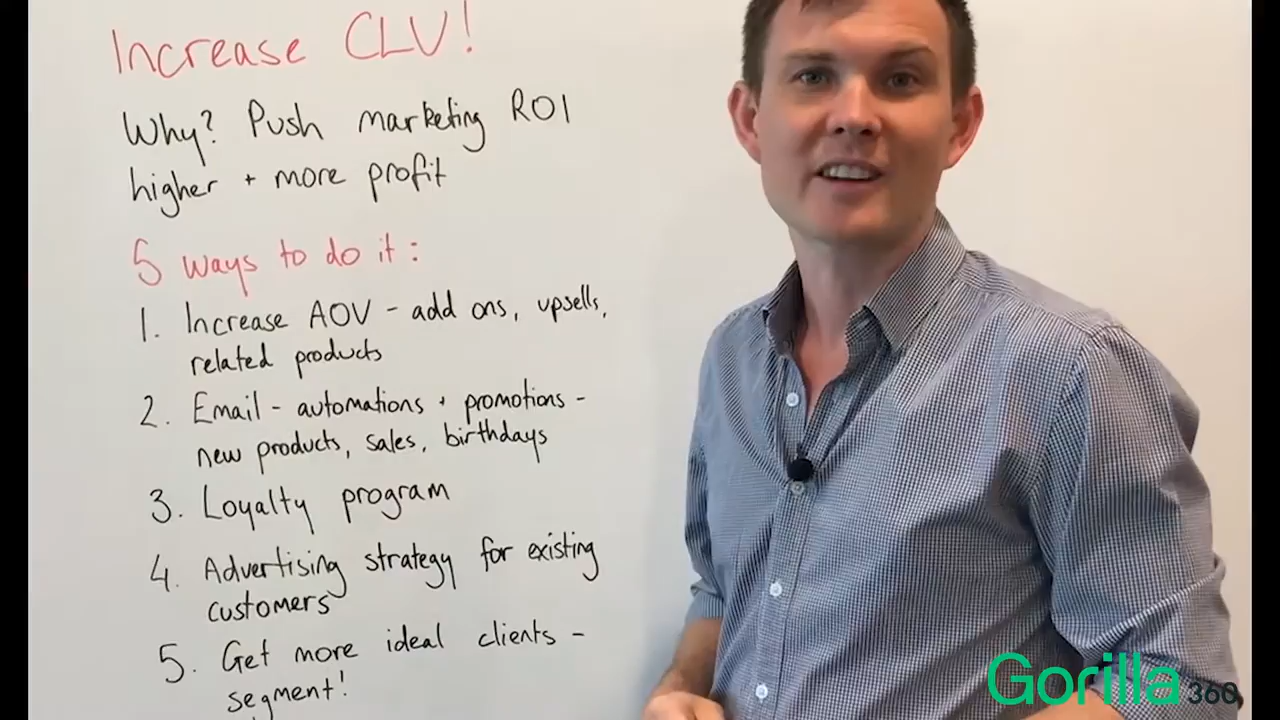 Increase CLV!
Why? Push marketing ROI
higher + more profit
5 ways to do it:
1. Increase AOV - add ons, upsells,
related products
2. Email - automations + promotions -
new products, sales, birthdays
3. Loyalty program
4. Advertising strategy for existing
customers
5. Get more ideal clients -
segment!
Gorilla 360